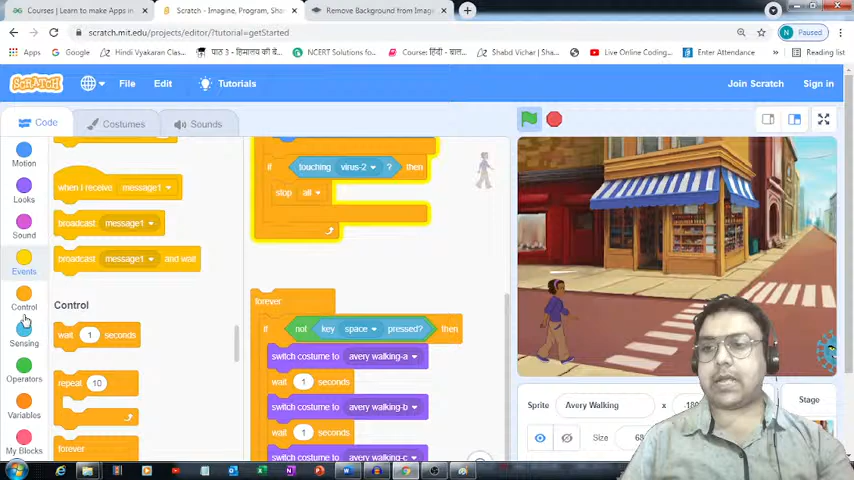 Courses | Learn to make Apps in
Scratch - Imagine, Program, Sha
Remove Background from Imag
scratch.mit.edu/projects/editor/?tutorial=getStarted
N Paused
Apps
Hindi Vyakaran Clas
पाठ 3 - हिमालय की बे
NCERT Solutions fo
Shabd Vichar | Sha
Live Online Coding...
Enter Attendance
Reading list
SCRATCH
File
Edit
Tutorials
Join Scratch
Sign in
Code
Costumes
Sounds
Motion
Looks
Sound
Events
Control
Sensing
Operators
Variables
My Blocks
when I receive message1
broadcast message1
broadcast message1 and wait
Control
wait 1 seconds
repeat 10
forever
if touching virus-2 ? then
stop all
forever
if not key space pressed? then
switch costume to avery walking-a
wait 1 seconds
switch costume to avery walking-b
wait 1 seconds
switch costume to avery walking-c
Sprite
Avery Walking
x
-180
Size
68
Stage